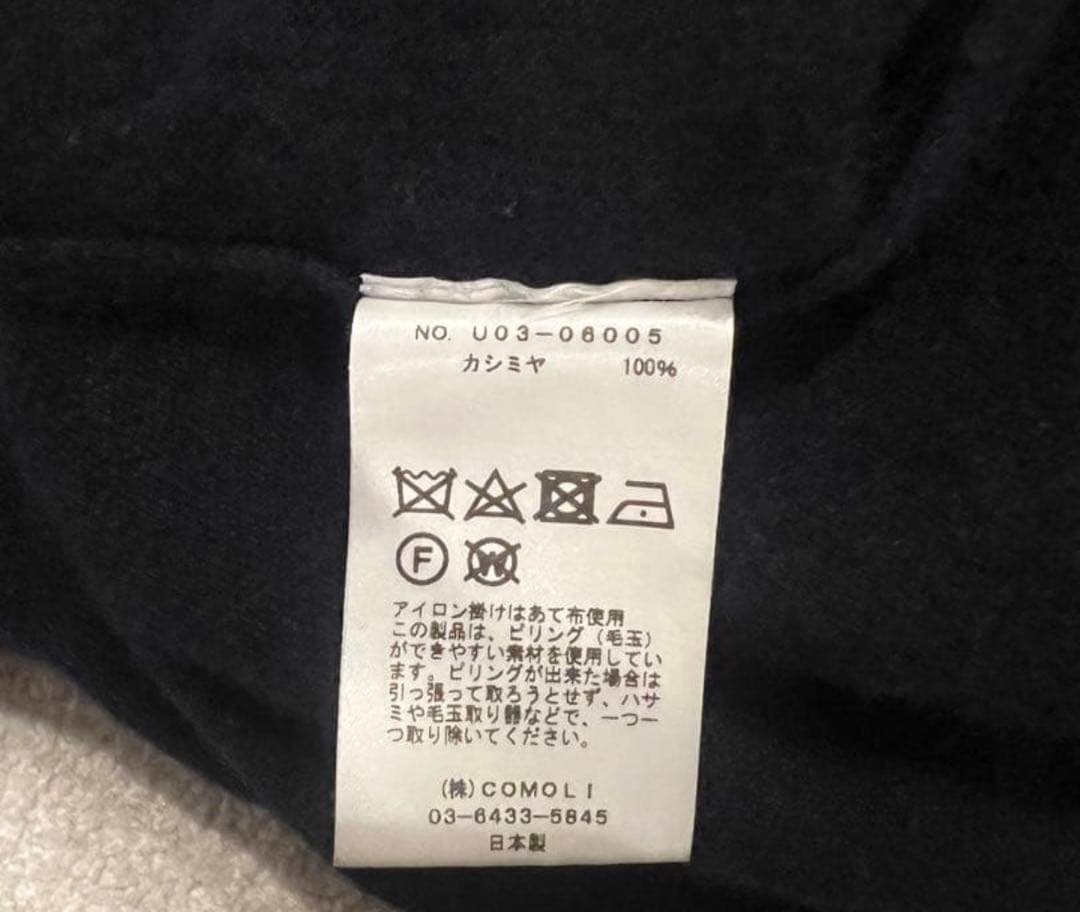 NO. U03-06005
カシミヤ 100%
F
W
アイロン掛けはあて布使用
この製品は、ピリング（毛玉）
ができやすい素材を使用してい
ます。ピリングが出来た場合は
引っ張って取ろうとせず、ハサ
ミや毛玉取り器などで、一つ一
つ取り除いてください。
(株)COMOLI
03-6433-5845
日本製